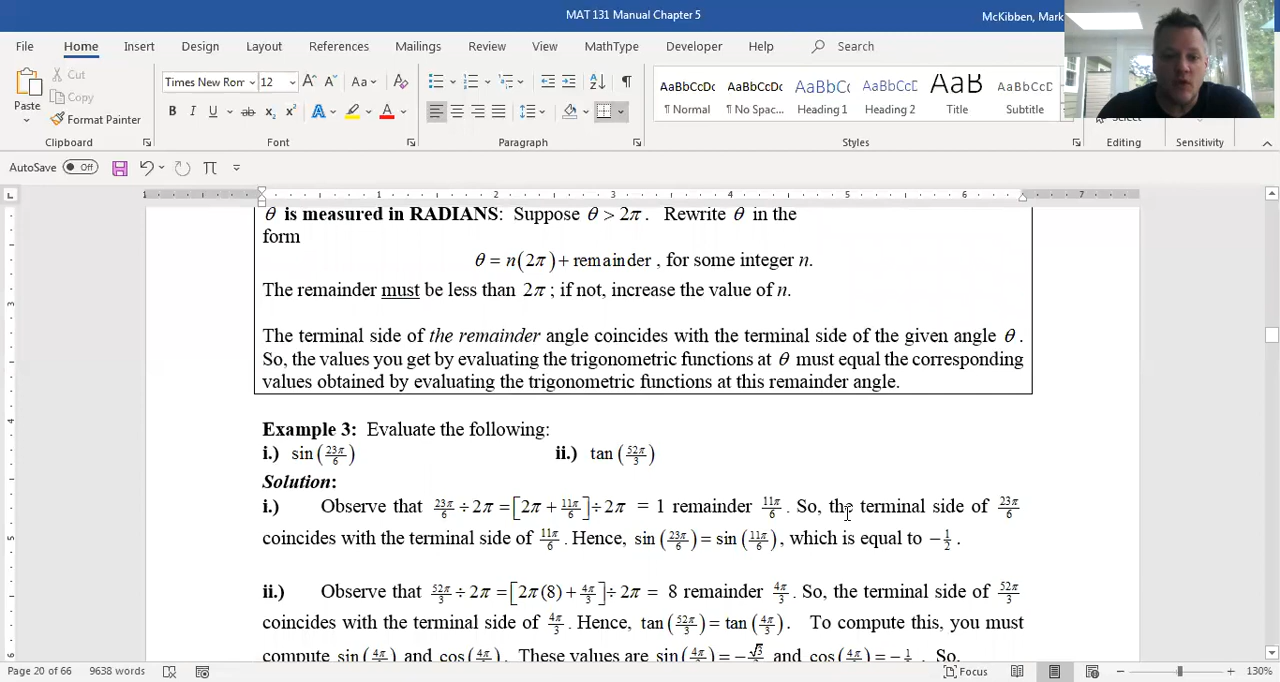 MAT 131 Manual Chapter 5
McKibben, Mark
File Home Insert Design Layout References Mailings Review View MathType Developer Help Search
Paste
Cut
Copy
Format Painter
Times New Rom 12
AaBbCcDc AaBbCcDc AaBbCc AaBbCcD AaB AaBbCcD
¶ Normal ¶ No Spac... Heading 1 Heading 2 Title Subtitle
Clipboard Font Paragraph Styles Editing Sensitivity
AutoSave Off
1 1 2 3 4 5 6 7
θ is measured in RADIANS: Suppose θ > 2π. Rewrite θ in the
form
θ = n(2π) + remainder, for some integer n.
The remainder must be less than 2π; if not, increase the value of n.
The terminal side of the remainder angle coincides with the terminal side of the given angle θ.
So, the values you get by evaluating the trigonometric functions at θ must equal the corresponding
values obtained by evaluating the trigonometric functions at this remainder angle.
Example 3: Evaluate the following:
i.) sin(23π/6) ii.) tan(52π/3)
Solution:
i.) Observe that 23π/6 ÷ 2π = [2π + 11π/6] ÷ 2π = 1 remainder 11π/6. So, the terminal side of 23π/6
coincides with the terminal side of 11π/6. Hence, sin(23π/6) = sin(11π/6), which is equal to −1/2.
ii.) Observe that 52π/3 ÷ 2π = [2π(8) + 4π/3] ÷ 2π = 8 remainder 4π/3. So, the terminal side of 52π/3
coincides with the terminal side of 4π/3. Hence, tan(52π/3) = tan(4π/3). To compute this, you must
compute sin(4π/ and cos(4π/ . These values are sin(4π/ = −√3 and cos(4π/ = −1 . So,
Page 20 of 66 9638 words Focus 130%